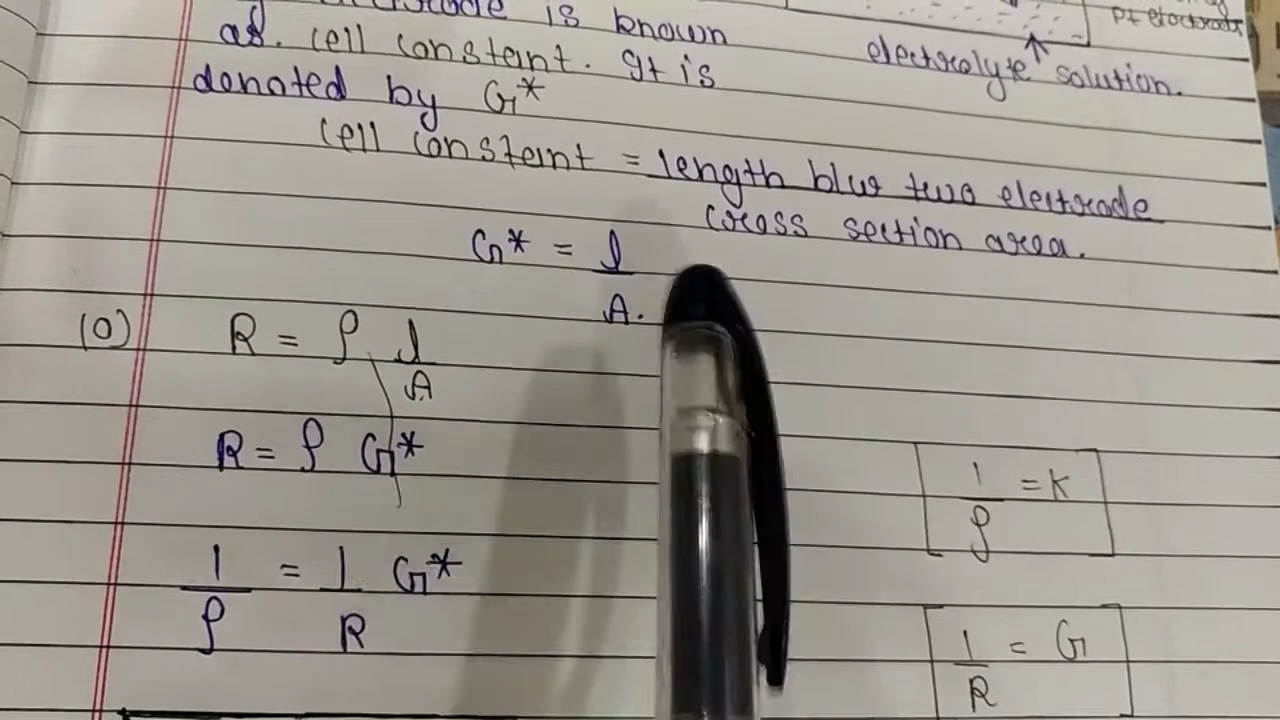 is known
as. cell constant. It is
denoted by G*
Pt electrode
electrolyte solution.
cell constant = length b/w two electrode
cross section area.
G* = l
A.
(0) R = ρ l
A
R = ρ G*
1 = 1 G*
ρ R
1 = K
ρ
1 = G
R